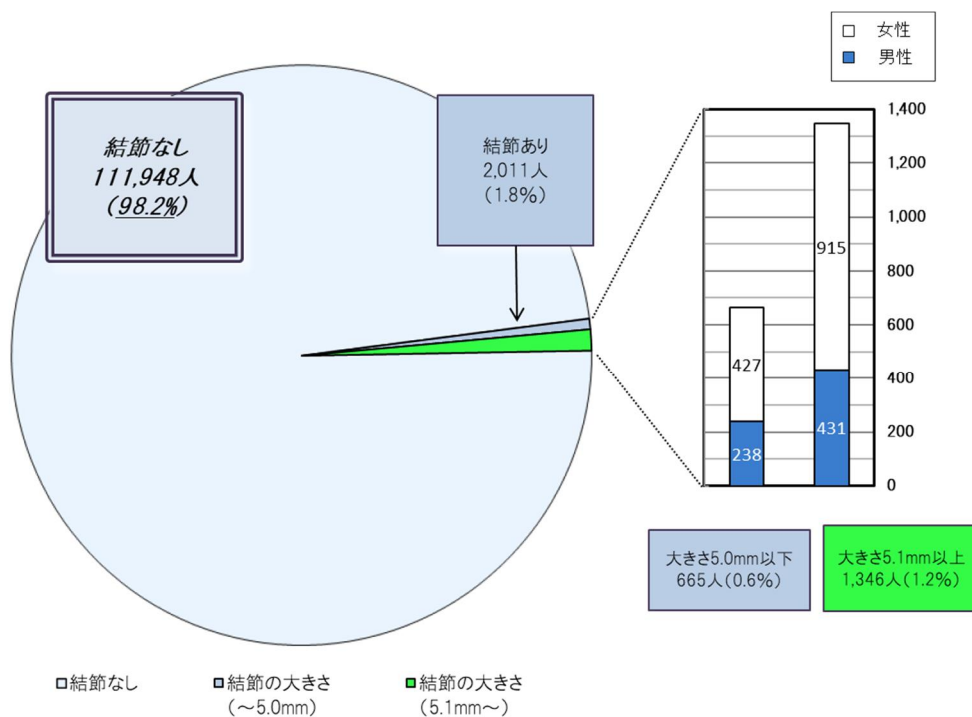 女性
男性
結節なし
111,948人
(98.2%)
結節あり
2,011人
(1.8%)
1,400
1,200
1,000
800
600
400
200
0
915
427
431
238
大きさ5.0mm以下
665人(0.6%)
大きさ5.1mm以上
1,346人(1.2%)
結節なし
結節の大きさ
(～5.0mm)
結節の大きさ
(5.1mm～)